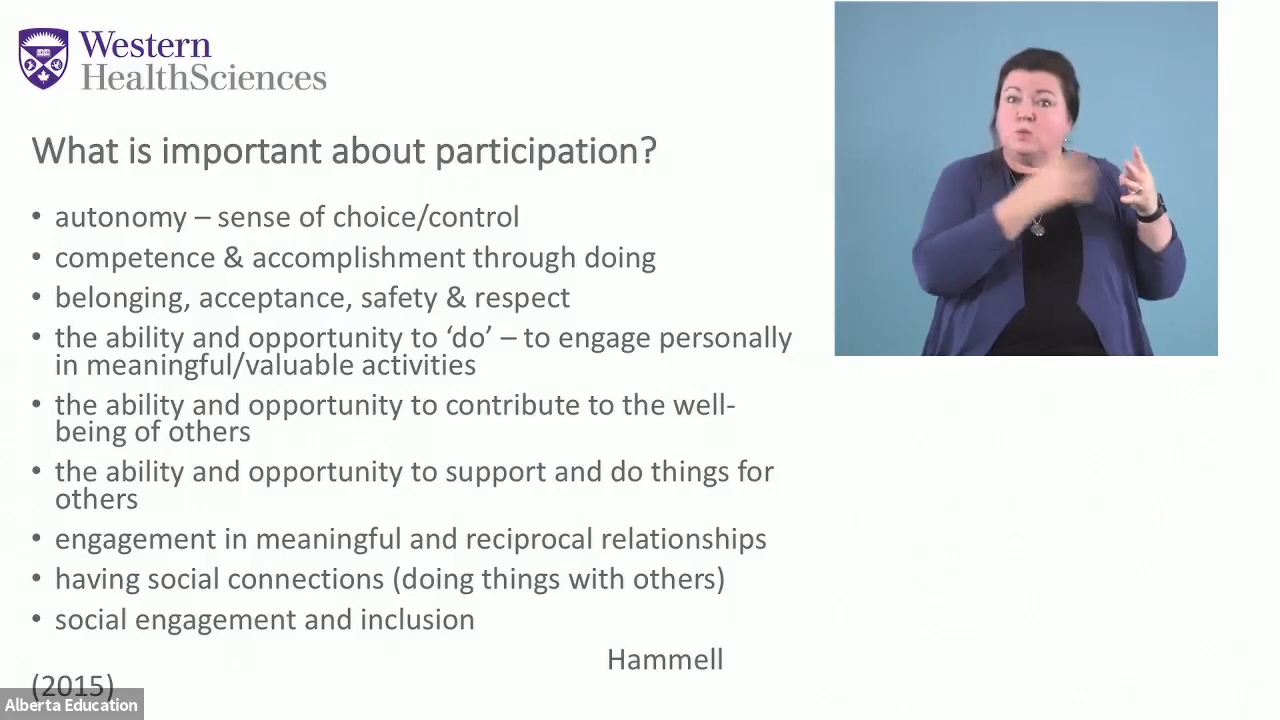 Western
HealthSciences
What is important about participation?
• autonomy – sense of choice/control
• competence & accomplishment through doing
• belonging, acceptance, safety & respect
• the ability and opportunity to ‘do’ – to engage personally
in meaningful/valuable activities
• the ability and opportunity to contribute to the well-
being of others
• the ability and opportunity to support and do things for
others
• engagement in meaningful and reciprocal relationships
• having social connections (doing things with others)
• social engagement and inclusion
Hammell
(2015)
Alberta Education